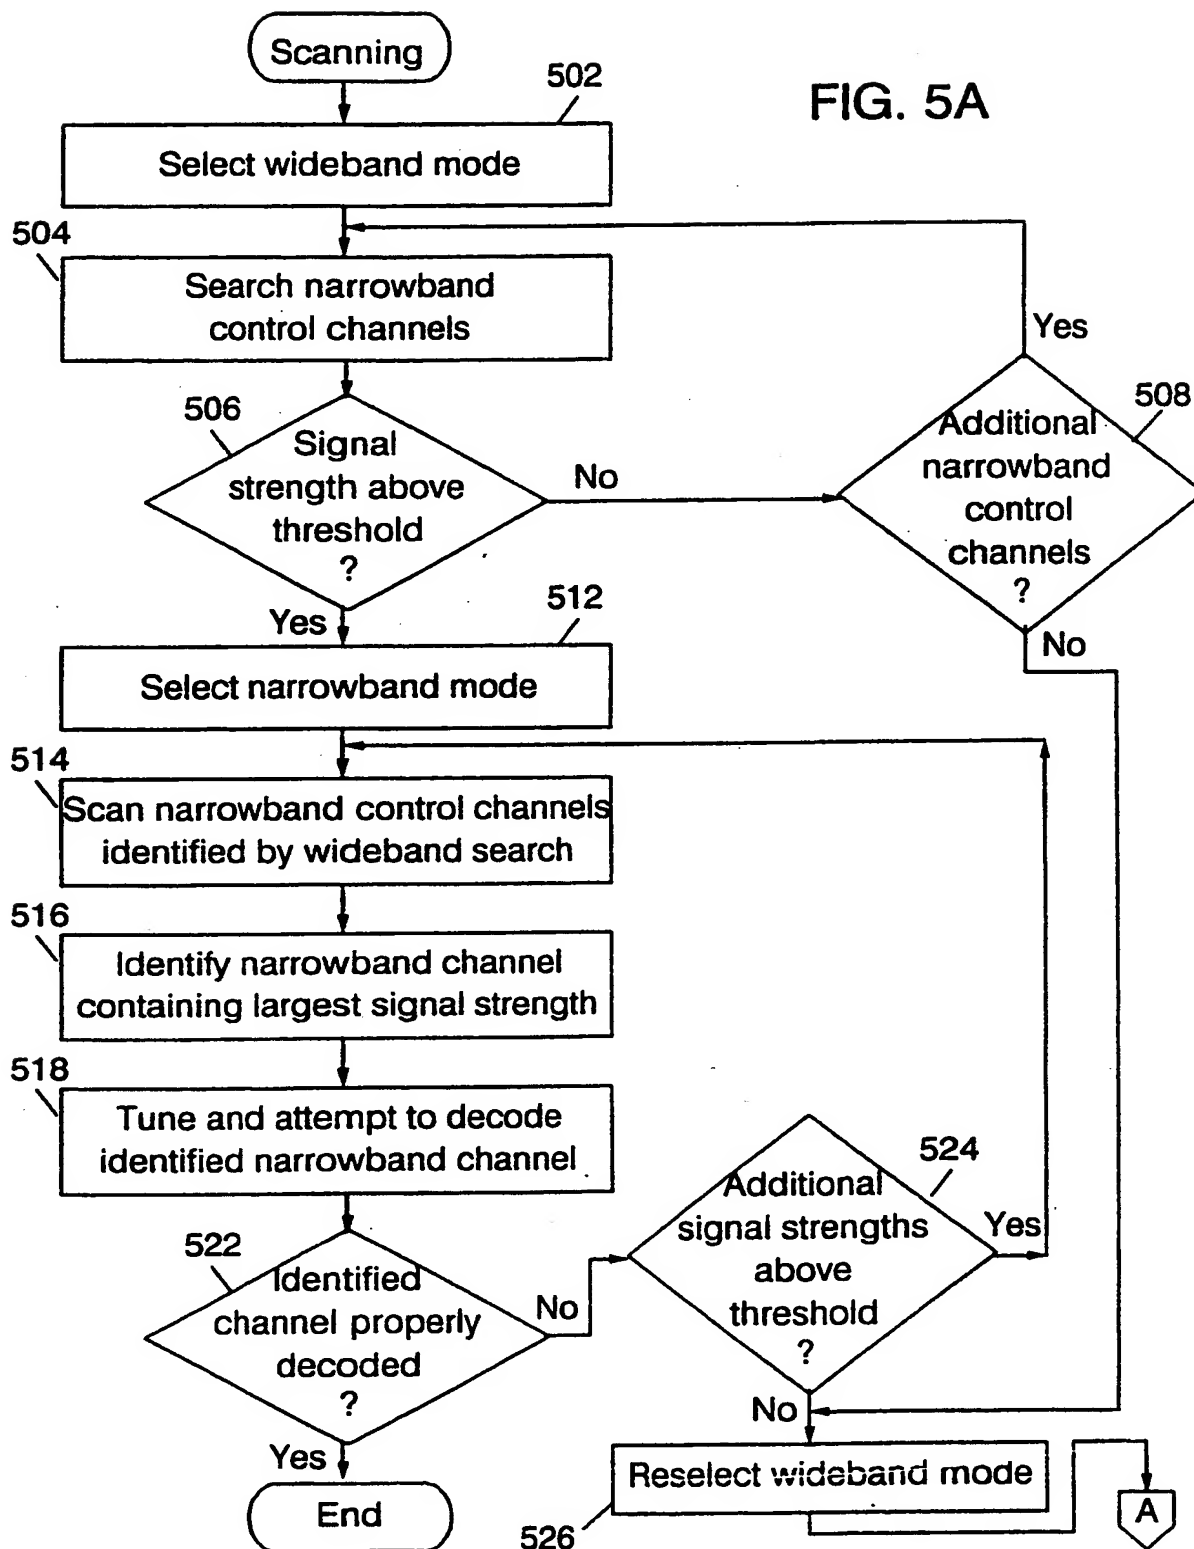 Scanning
FIG. 5A
502
Select wideband mode
504
Search narrowband
control channels
Yes
506
Signal
strength above
threshold
?
No
508
Additional
narrowband
control
channels
?
Yes
512
No
Select narrowband mode
514
Scan narrowband control channels
identified by wideband search
516
Identify narrowband channel
containing largest signal strength
518
Tune and attempt to decode
identified narrowband channel
522
Identified
channel properly
decoded
?
No
524
Additional
signal strengths
above
threshold
?
Yes
No
Yes
End
Reselect wideband mode
526
A